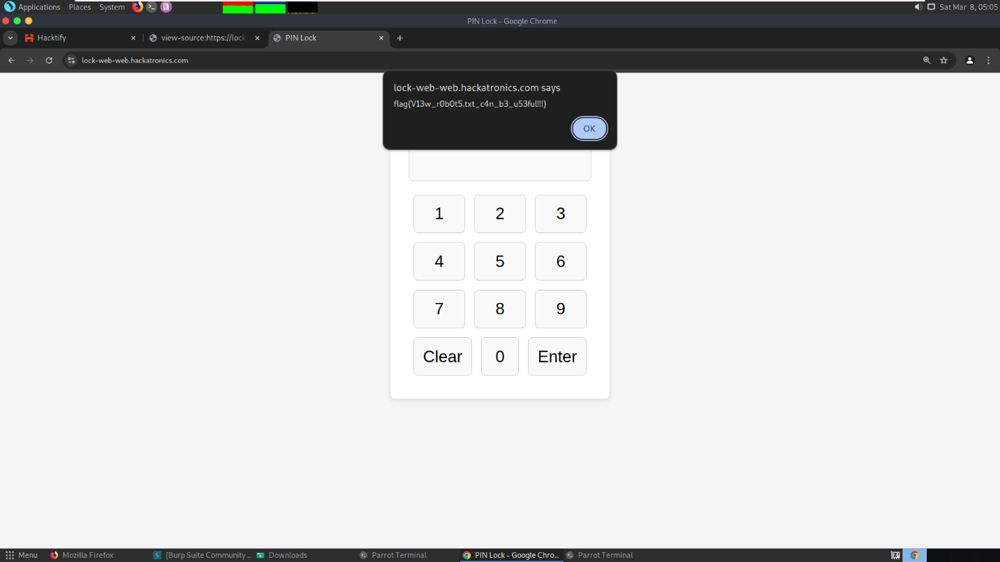 Applications Places System Sat Mar 8, 05:05
PIN Lock - Google Chrome
Hacktify view-source:https://lock- PIN Lock
lock-web-web.hackatronics.com
lock-web-web.hackatronics.com says
flag{V13w_r0b0t5.txt_c4n_b3_u53ful!!!}
OK
1 2 3
4 5 6
7 8 9
Clear 0 Enter
Menu Mozilla Firefox [Burp Suite Community ... Downloads Parrot Terminal PIN Lock - Google Chro... Parrot Terminal